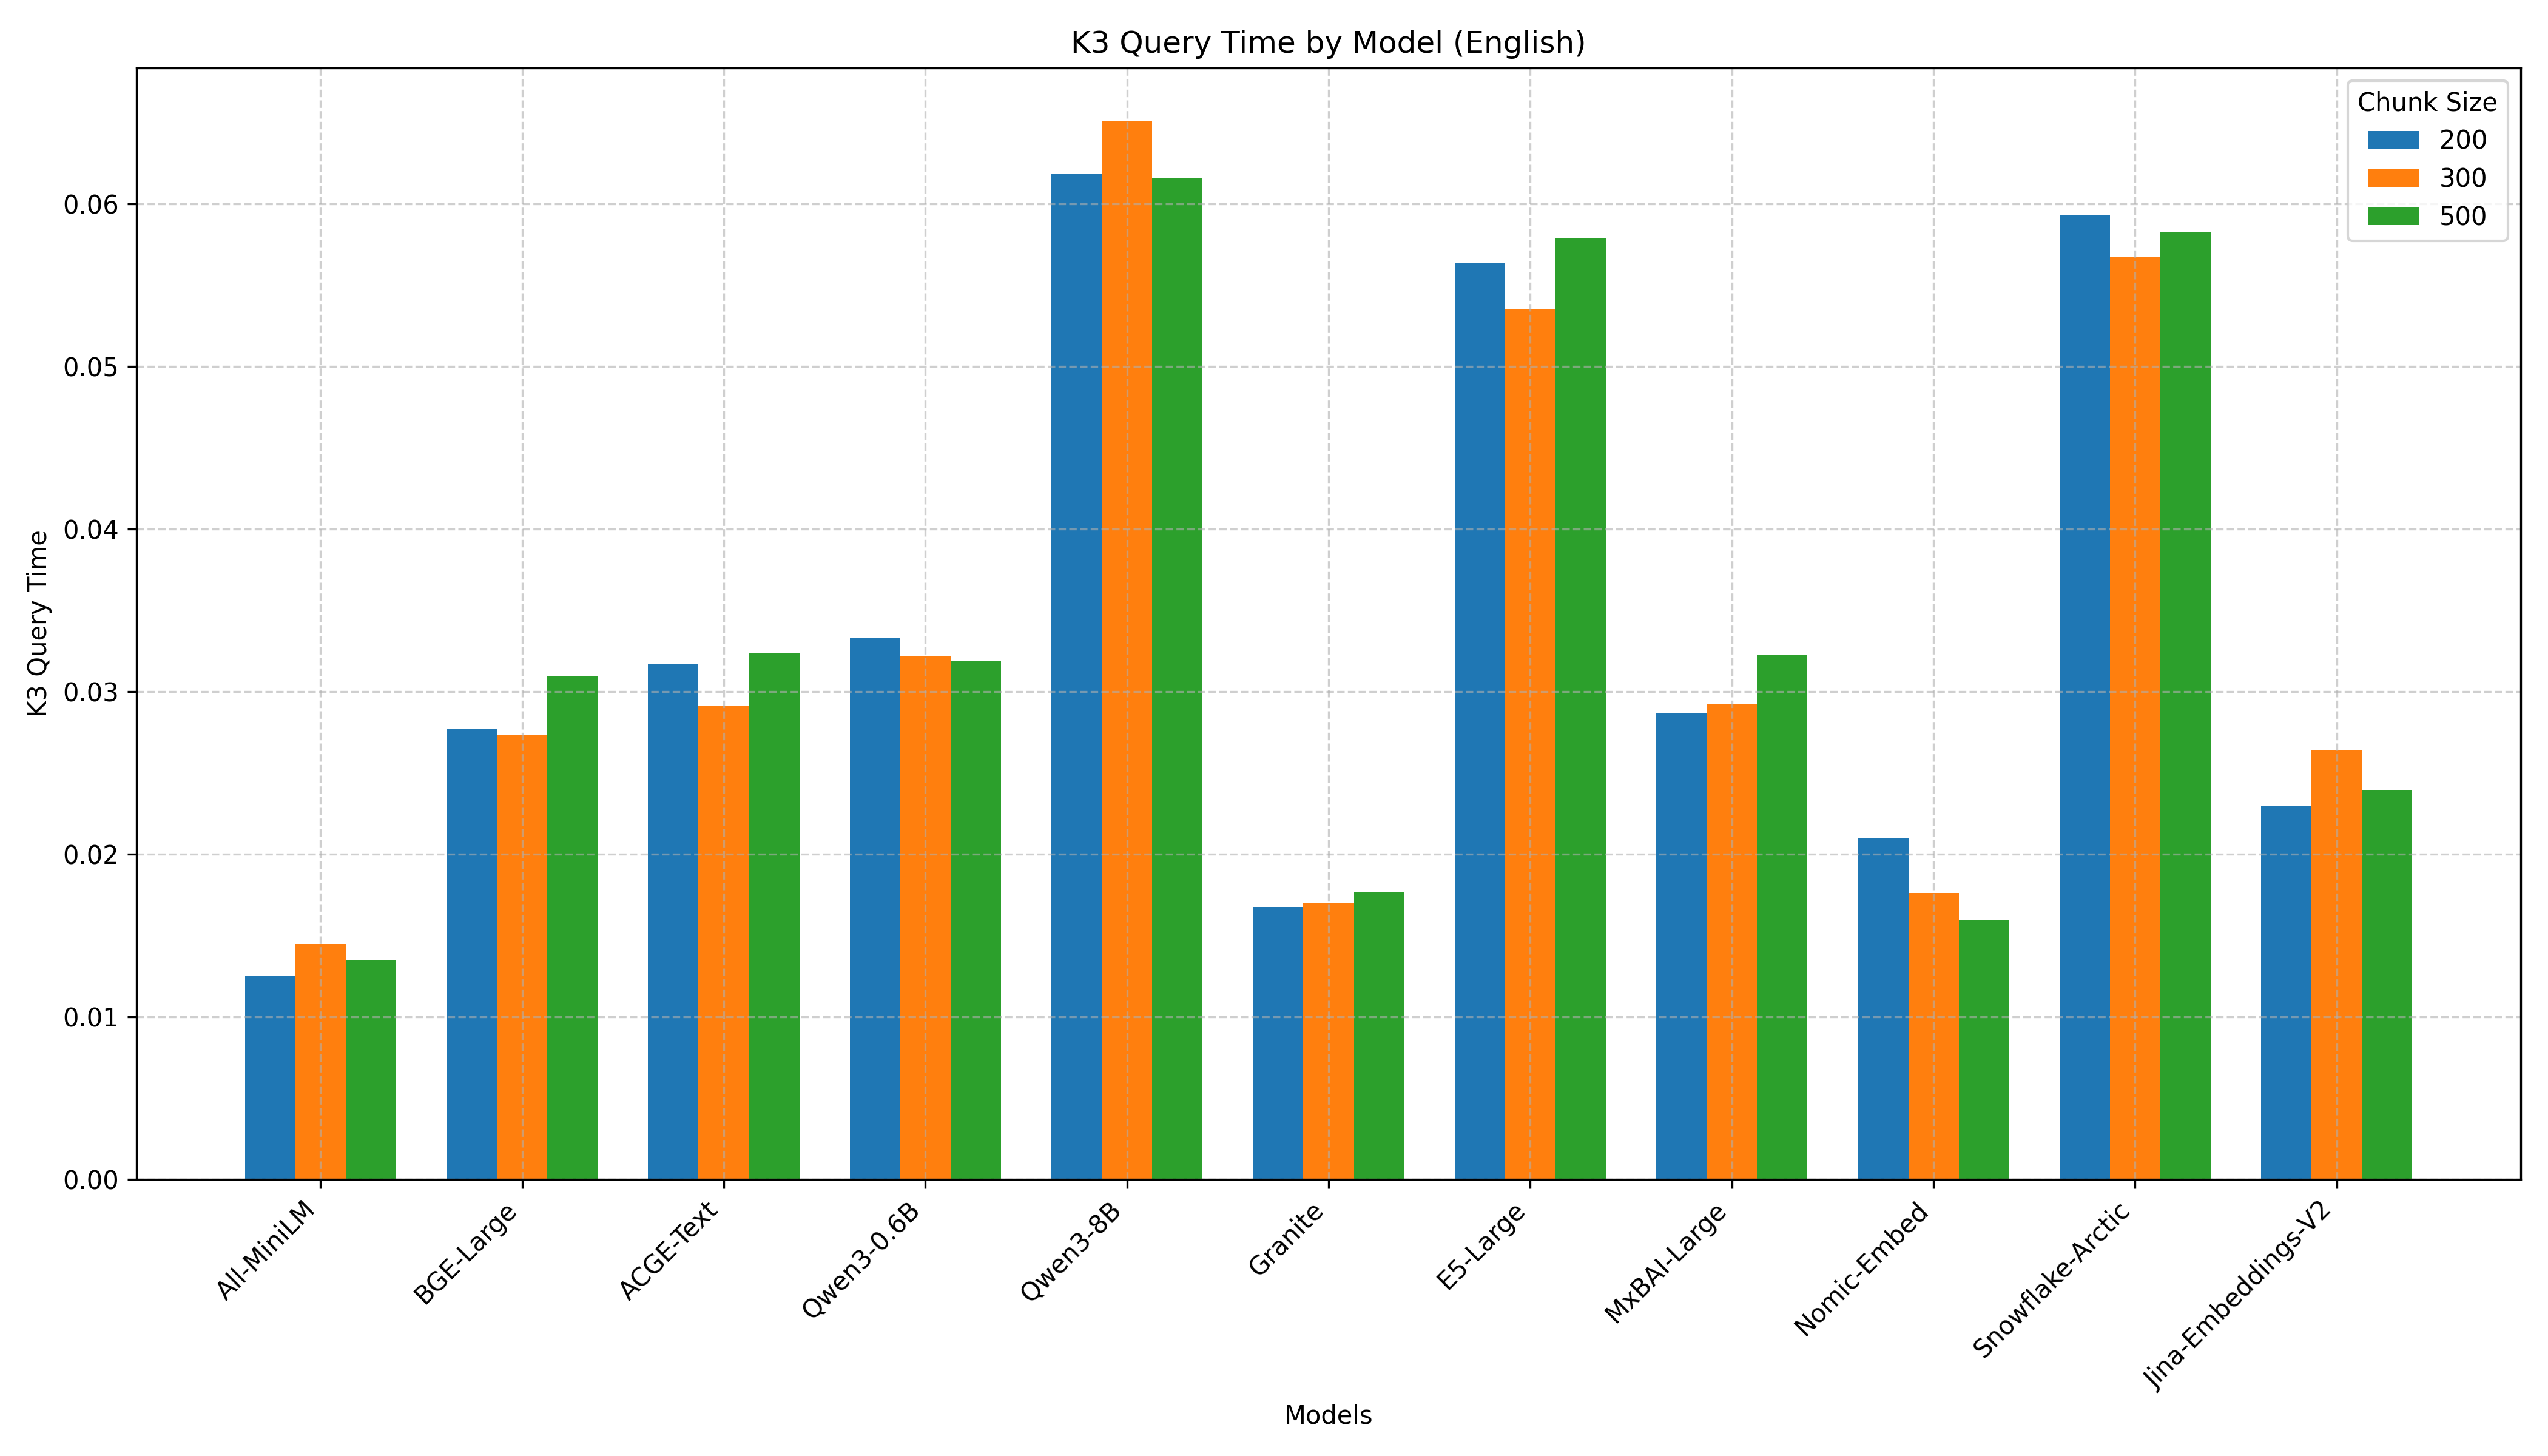 K3 Query Time by Model (English)
Chunk Size
200
300
500
K3 Query Time
0.06
0.05
0.04
0.03
0.02
0.01
0.00
All-MiniLM
BGE-Large
ACGE-Text
Qwen3-0.6B
Qwen3-8B
Granite
E5-Large
MxBAI-Large
Nomic-Embed
Snowflake-Arctic
Jina-Embeddings-V2
Models